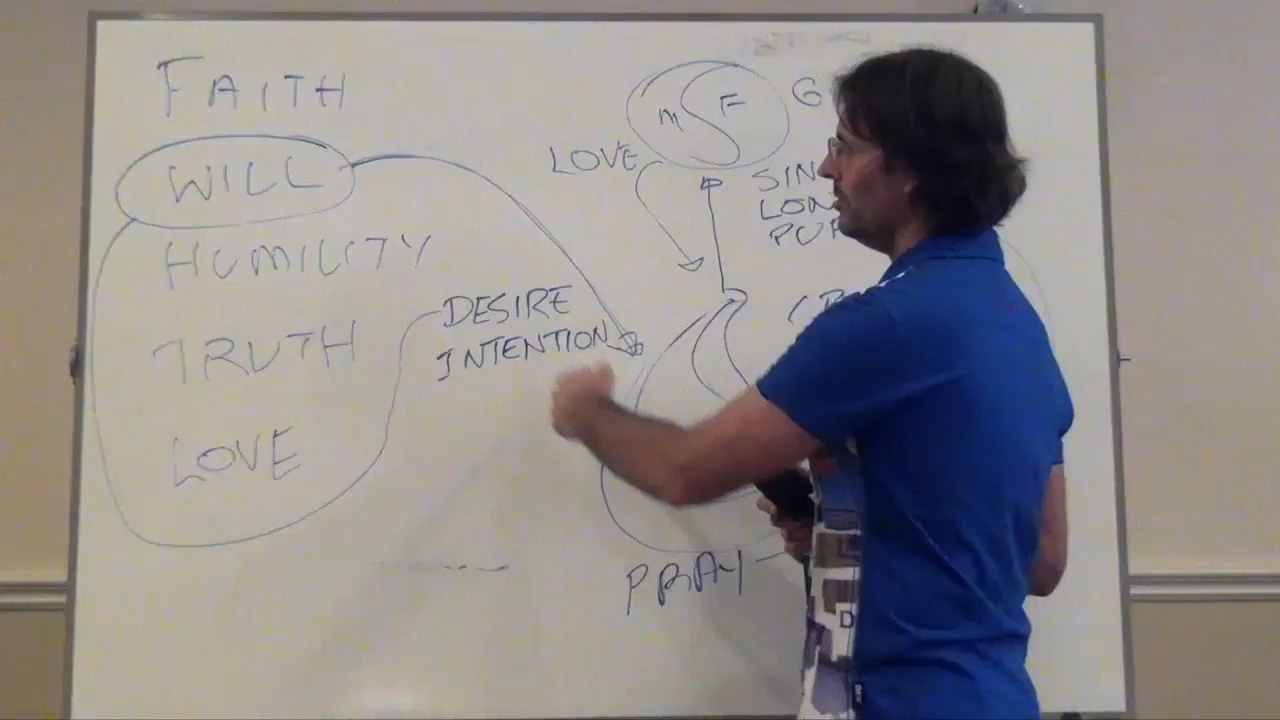 FAITH
WILL
HUMILITY
TRUTH
LOVE
DESIRE
INTENTION
M F
LOVE
PRAY
D